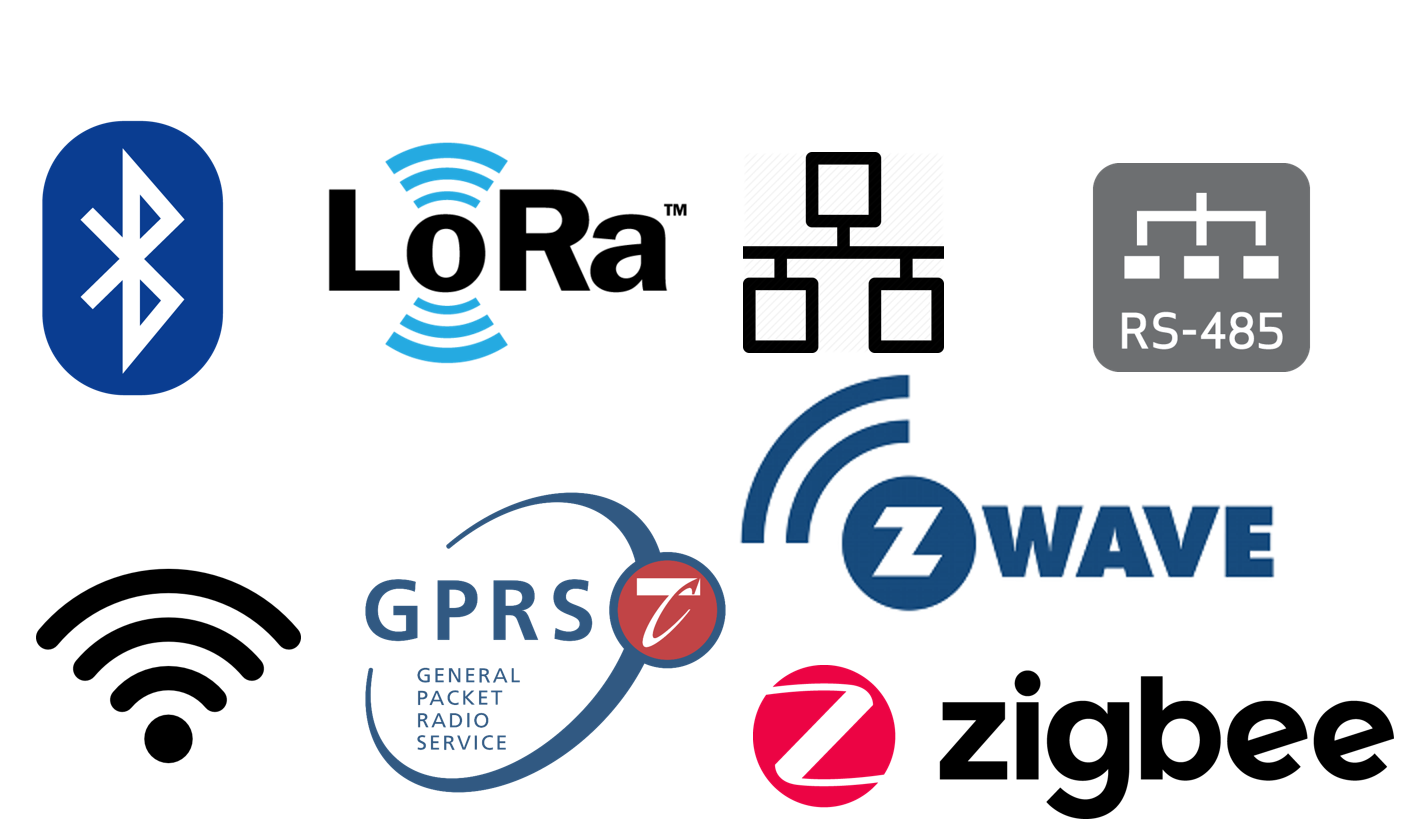 LoRa™
RS-485
Z WAVE
GPRS
GENERAL
PACKET
RADIO
SERVICE
zigbee